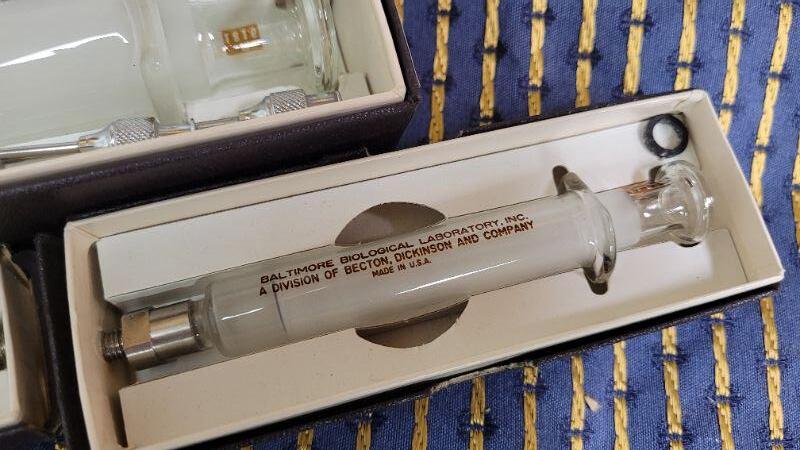 BALTIMORE BIOLOGICAL LABORATORY, INC.
A DIVISION OF BECTON, DICKINSON AND COMPANY
MADE IN U.S.A.